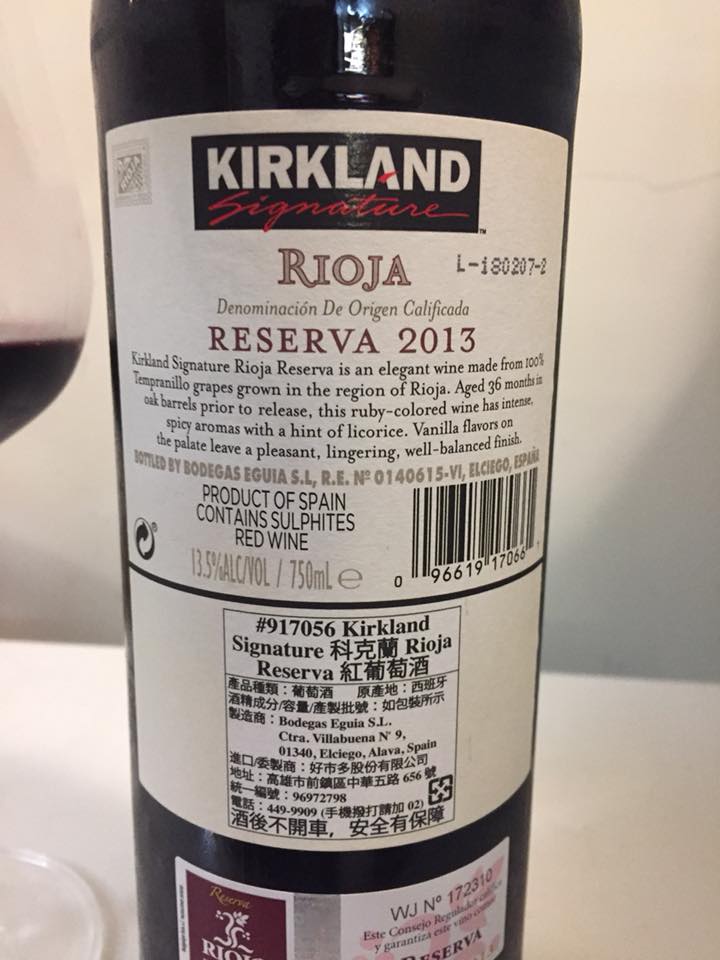 KIRKLAND
Signature™
RIOJA
L-180207-2
Denominación De Origen Calificada
RESERVA 2013
Kirkland Signature Rioja Reserva is an elegant wine made from 100%
Tempranillo grapes grown in the region of Rioja. Aged 36 months in
oak barrels prior to release, this ruby-colored wine has intense,
spicy aromas with a hint of licorice. Vanilla flavors on
the palate leave a pleasant, lingering, well-balanced finish.
BOTTLED BY BODEGAS EGUIA S.L, R.E. Nº 0140615-VI, ELCIEGO, ESPAÑA
PRODUCT OF SPAIN
CONTAINS SULPHITES
RED WINE
13.5%ALC/VOL / 750mL e
0 96619 17066
#917056 Kirkland
Signature 科克蘭 Rioja
Reserva 紅葡萄酒
產品種類：葡萄酒 原產地：西班牙
酒精成分/容量/產製批號：如包裝所示
製造商：Bodegas Eguia S.L.
Ctra. Villabuena Nº 9,
01340, Elciego, Alava, Spain
進口/委製商：好市多股份有限公司
地址：高雄市前鎮區中華五路 656 號
統一編號：96972798
電話：449-9909 (手機撥打請加 02)
酒後不開車，安全有保障
Reserva
RIOJA
WJ Nº 172310
Este Consejo Regulador
y garantiza este vino como
RESERVA